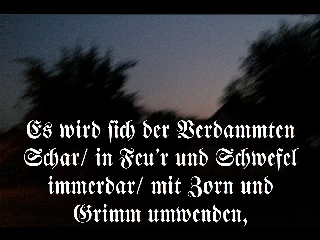 Es wird sich der Verdammten
Schar/ in Feu'r und Schwefel
immerdar/ mit Zorn und
Grimm umwenden,